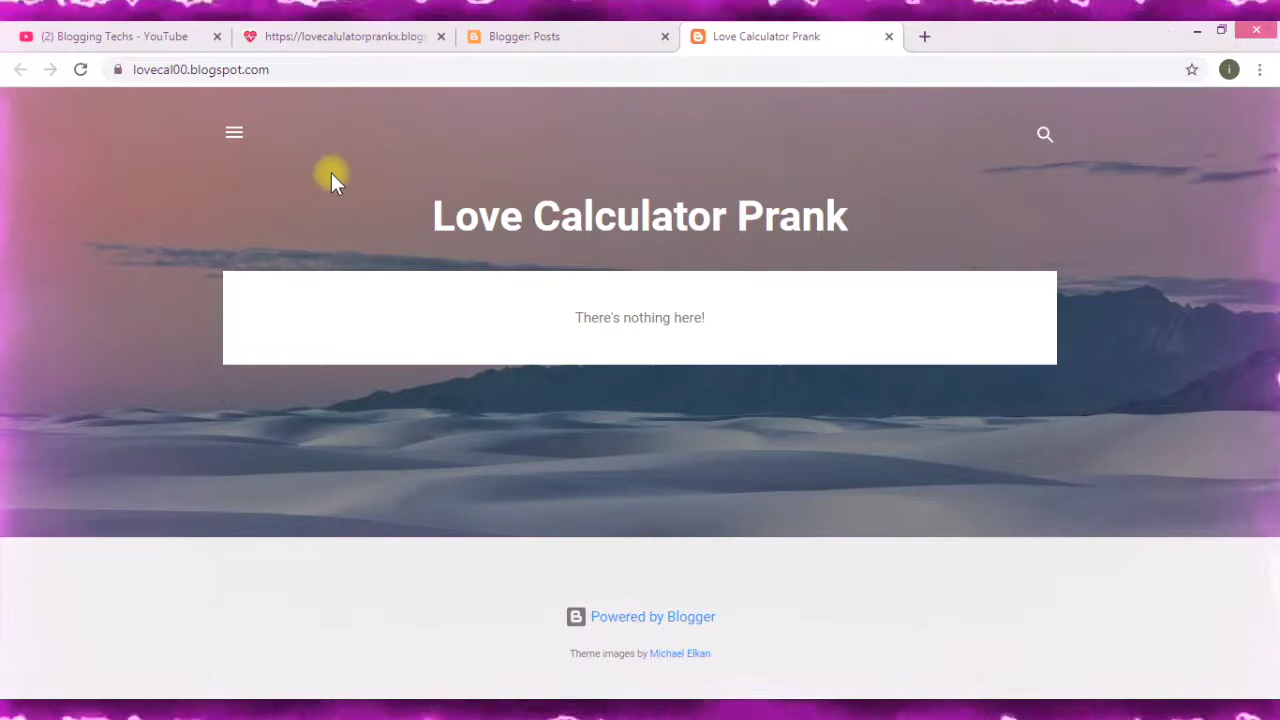 (2) Blogging Techs - YouTube
https://lovecalulatorprankx.blogs
Blogger: Posts
Love Calculator Prank
lovecal00.blogspot.com
i
Love Calculator Prank
There's nothing here!
Powered by Blogger
Theme images by Michael Elkan